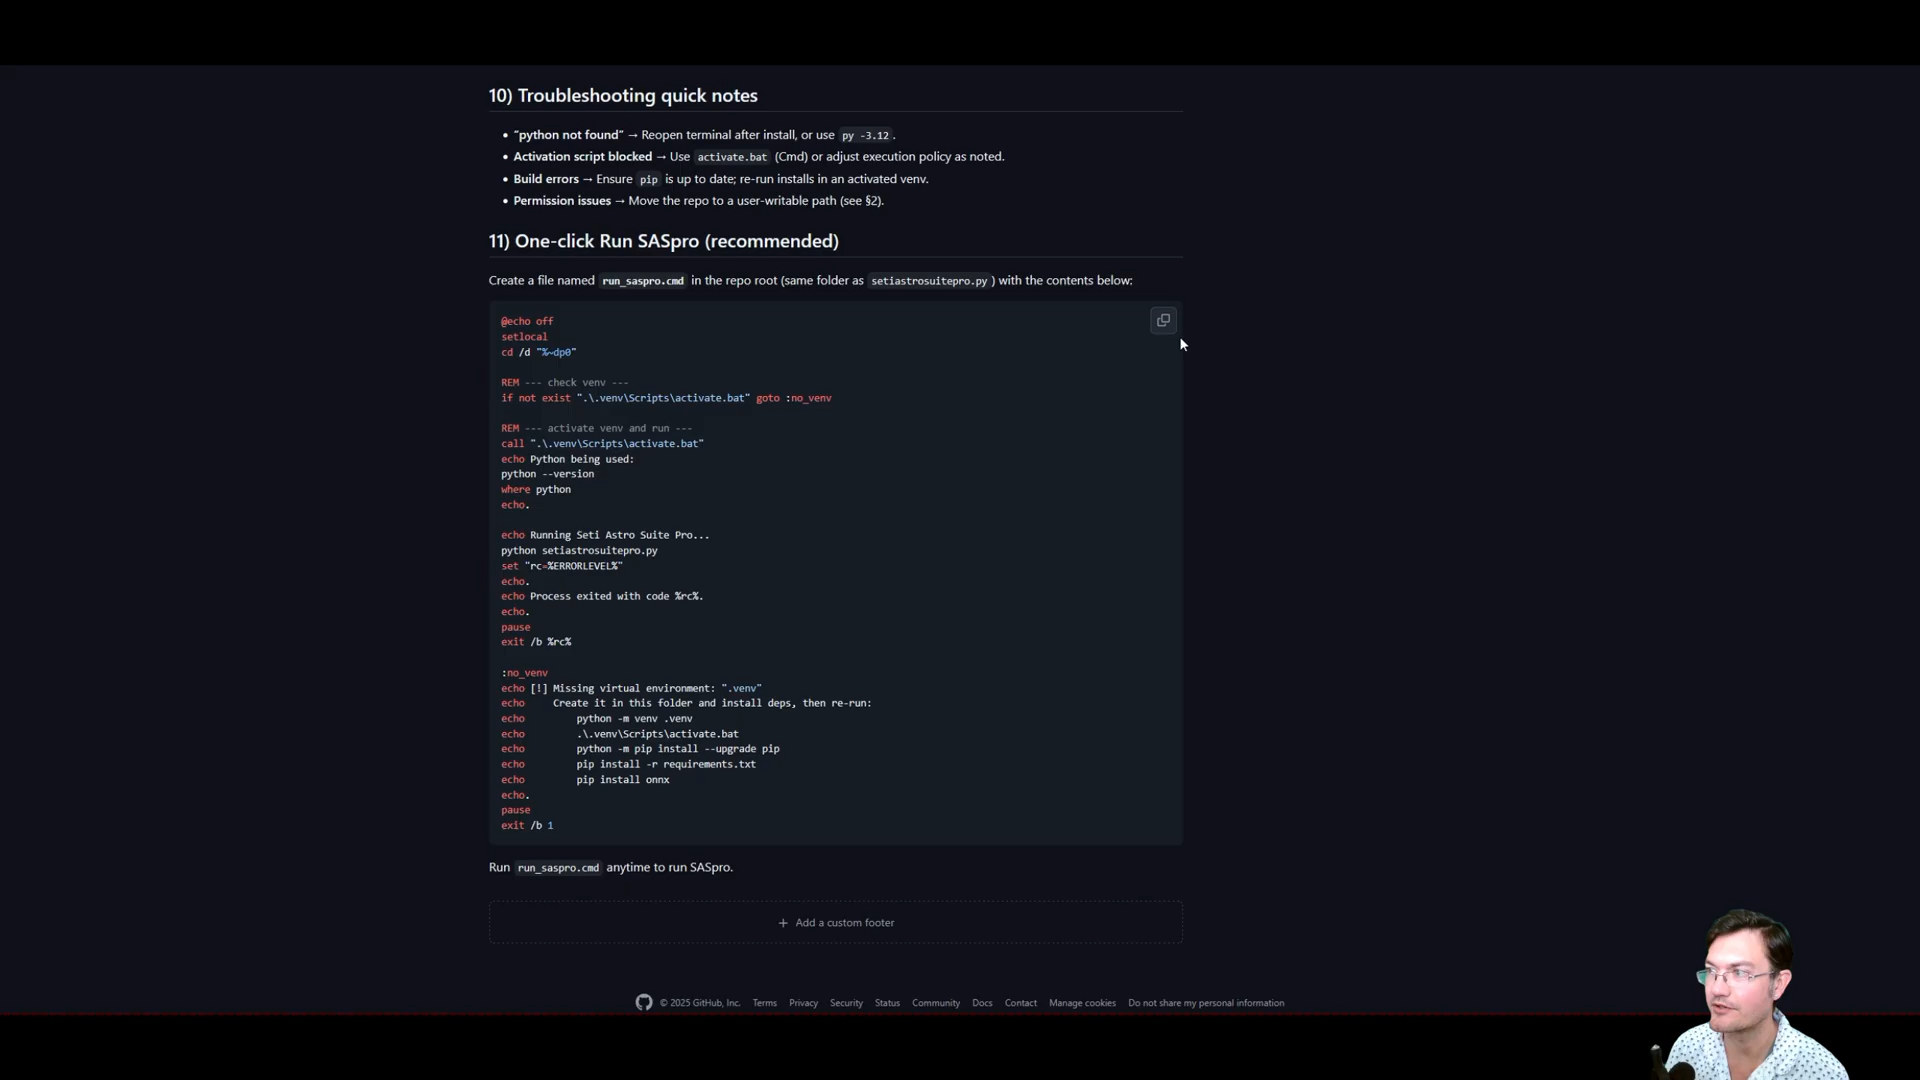 10) Troubleshooting quick notes
• “python not found” → Reopen terminal after install, or use py -3.12.
• Activation script blocked → Use activate.bat (Cmd) or adjust execution policy as noted.
• Build errors → Ensure pip is up to date; re-run installs in an activated venv.
• Permission issues → Move the repo to a user-writable path (see §2).
11) One-click Run SASpro (recommended)
Create a file named run_saspro.cmd in the repo root (same folder as setiastrosuitepro.py) with the contents below:
@echo off
setlocal
cd /d "%~dp0"
REM --- check venv ---
if not exist ".\.venv\Scripts\activate.bat" goto :no_venv
REM --- activate venv and run ---
call ".\.venv\Scripts\activate.bat"
echo Python being used:
python --version
where python
echo.
echo Running Seti Astro Suite Pro...
python setiastrosuitepro.py
set "rc=%ERRORLEVEL%"
echo.
echo Process exited with code %rc%.
echo.
pause
exit /b %rc%
:no_venv
echo [!] Missing virtual environment: ".venv"
echo    Create it in this folder and install deps, then re-run:
echo        python -m venv .venv
echo        .\.venv\Scripts\activate.bat
echo        python -m pip install --upgrade pip
echo        pip install -r requirements.txt
echo        pip install onnx
echo.
pause
exit /b 1
Run run_saspro.cmd anytime to run SASpro.
+ Add a custom footer
© 2025 GitHub, Inc. Terms Privacy Security Status Community Docs Contact Manage cookies Do not share my personal information